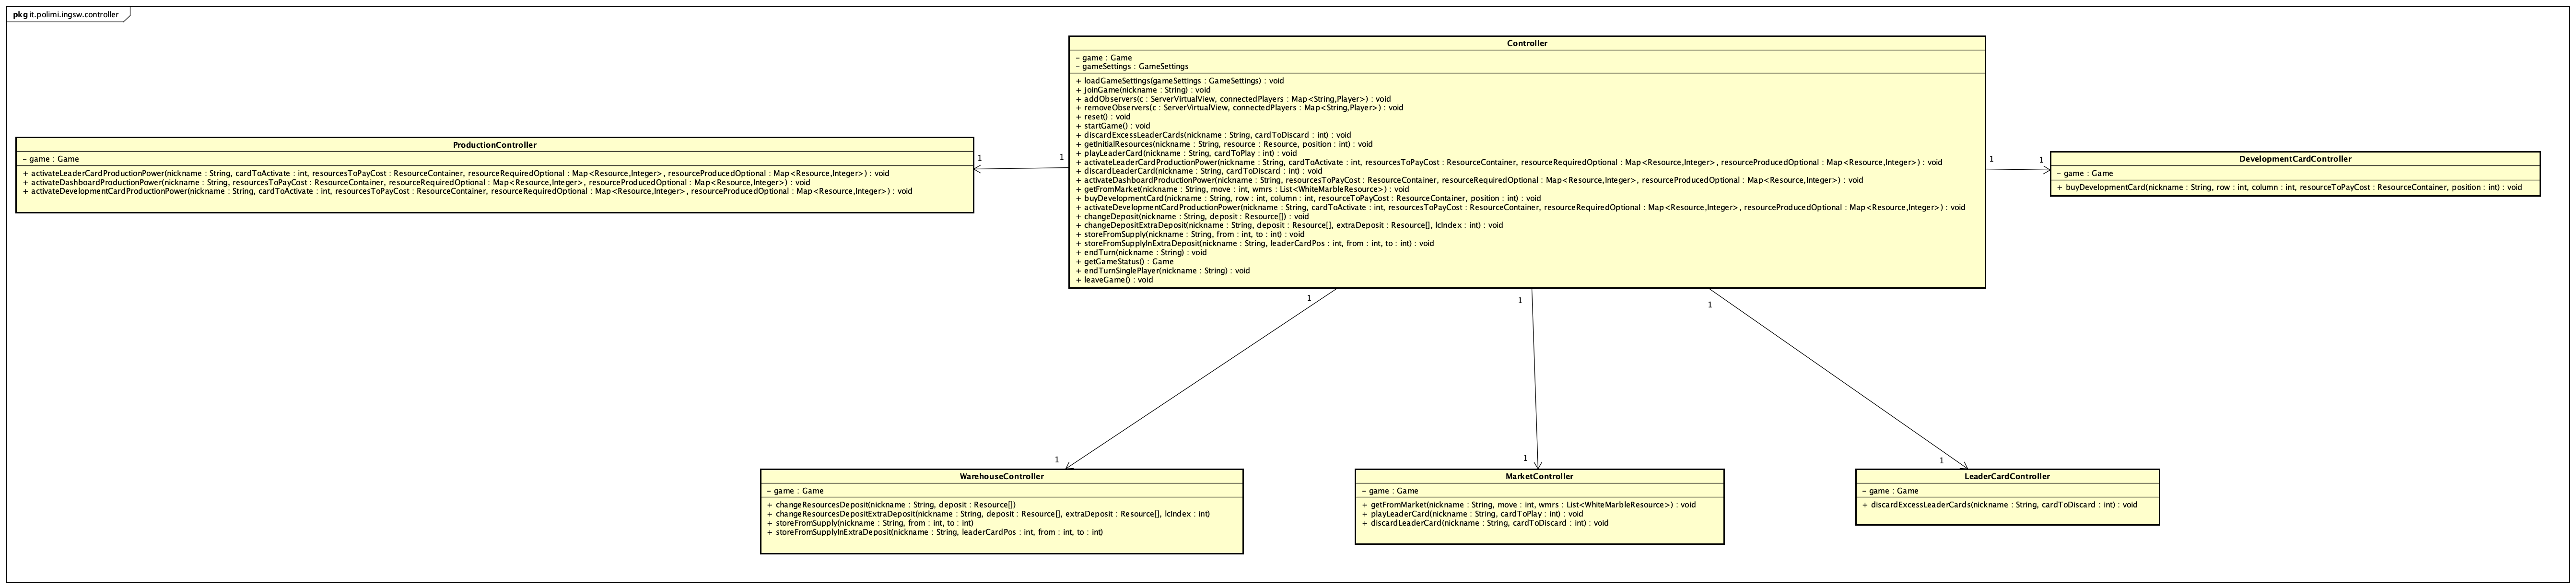 pkg it.polimi.ingsw.controller
Controller
- game : Game
- gameSettings : GameSettings
+ loadGameSettings(gameSettings : GameSettings) : void
+ joinGame(nickname : String) : void
+ addObservers(c : ServerVirtualView, connectedPlayers : Map<String,Player>) : void
+ removeObservers(c : ServerVirtualView, connectedPlayers : Map<String,Player>) : void
+ reset() : void
+ startGame() : void
+ discardExcessLeaderCards(nickname : String, cardToDiscard : int) : void
+ getInitialResources(nickname : String, resource : Resource, position : int) : void
+ playLeaderCard(nickname : String, cardToPlay : int) : void
+ activateLeaderCardProductionPower(nickname : String, cardToActivate : int, resourcesToPayCost : ResourceContainer, resourceRequiredOptional : Map<Resource,Integer>, resourceProducedOptional : Map<Resource,Integer>) : void
+ discardLeaderCard(nickname : String, cardToDiscard : int) : void
+ activateDashboardProductionPower(nickname : String, resourcesToPayCost : ResourceContainer, resourceRequiredOptional : Map<Resource,Integer>, resourceProducedOptional : Map<Resource,Integer>) : void
+ getFromMarket(nickname : String, move : int, wmrs : List<WhiteMarbleResource>) : void
+ buyDevelopmentCard(nickname : String, row : int, column : int, resourceToPayCost : ResourceContainer, position : int) : void
+ activateDevelopmentCardProductionPower(nickname : String, cardToActivate : int, resourcesToPayCost : ResourceContainer, resourceRequiredOptional : Map<Resource,Integer>, resourceProducedOptional : Map<Resource,Integer>) : void
+ changeDeposit(nickname : String, deposit : Resource[]) : void
+ changeDepositExtraDeposit(nickname : String, deposit : Resource[], extraDeposit : Resource[], lcIndex : int) : void
+ storeFromSupply(nickname : String, from : int, to : int) : void
+ storeFromSupplyInExtraDeposit(nickname : String, leaderCardPos : int, from : int, to : int) : void
+ endTurn(nickname : String) : void
+ getGameStatus() : Game
+ endTurnSinglePlayer(nickname : String) : void
+ leaveGame() : void
ProductionController
- game : Game
+ activateLeaderCardProductionPower(nickname : String, cardToActivate : int, resourcesToPayCost : ResourceContainer, resourceRequiredOptional : Map<Resource,Integer>, resourceProducedOptional : Map<Resource,Integer>) : void
+ activateDashboardProductionPower(nickname : String, resourcesToPayCost : ResourceContainer, resourceRequiredOptional : Map<Resource,Integer>, resourceProducedOptional : Map<Resource,Integer>) : void
+ activateDevelopmentCardProductionPower(nickname : String, cardToActivate : int, resourcesToPayCost : ResourceContainer, resourceRequiredOptional : Map<Resource,Integer>, resourceProducedOptional : Map<Resource,Integer>) : void
1
1
1
1
DevelopmentCardController
- game : Game
+ buyDevelopmentCard(nickname : String, row : int, column : int, resourceToPayCost : ResourceContainer, position : int) : void
1
1
1
1
1
1
WarehouseController
- game : Game
+ changeResourcesDeposit(nickname : String, deposit : Resource[])
+ changeResourcesDepositExtraDeposit(nickname : String, deposit : Resource[], extraDeposit : Resource[], lcIndex : int)
+ storeFromSupply(nickname : String, from : int, to : int)
+ storeFromSupplyInExtraDeposit(nickname : String, leaderCardPos : int, from : int, to : int)
MarketController
- game : Game
+ getFromMarket(nickname : String, move : int, wmrs : List<WhiteMarbleResource>) : void
+ playLeaderCard(nickname : String, cardToPlay : int) : void
+ discardLeaderCard(nickname : String, cardToDiscard : int) : void
LeaderCardController
- game : Game
+ discardExcessLeaderCards(nickname : String, cardToDiscard : int) : void